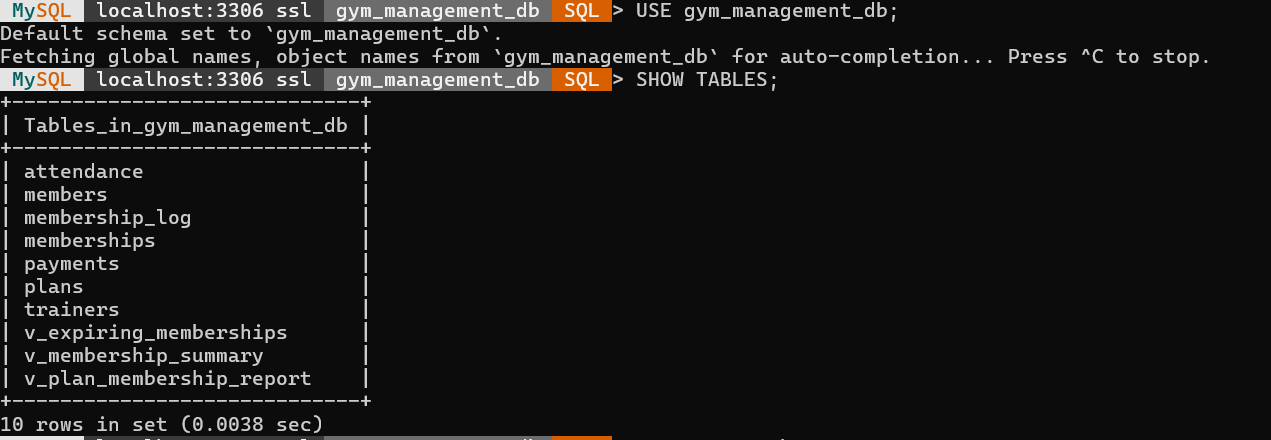 MySQL localhost:3306 ssl gym_management_db SQL > USE gym_management_db;
Default schema set to `gym_management_db`.
Fetching global names, object names from `gym_management_db` for auto-completion... Press ^C to stop.
MySQL localhost:3306 ssl gym_management_db SQL > SHOW TABLES;
+-----------------------------+
| Tables_in_gym_management_db |
+-----------------------------+
| attendance                  |
| members                     |
| membership_log              |
| memberships                 |
| payments                    |
| plans                       |
| trainers                    |
| v_expiring_memberships      |
| v_membership_summary        |
| v_plan_membership_report    |
+-----------------------------+
10 rows in set (0.0038 sec)